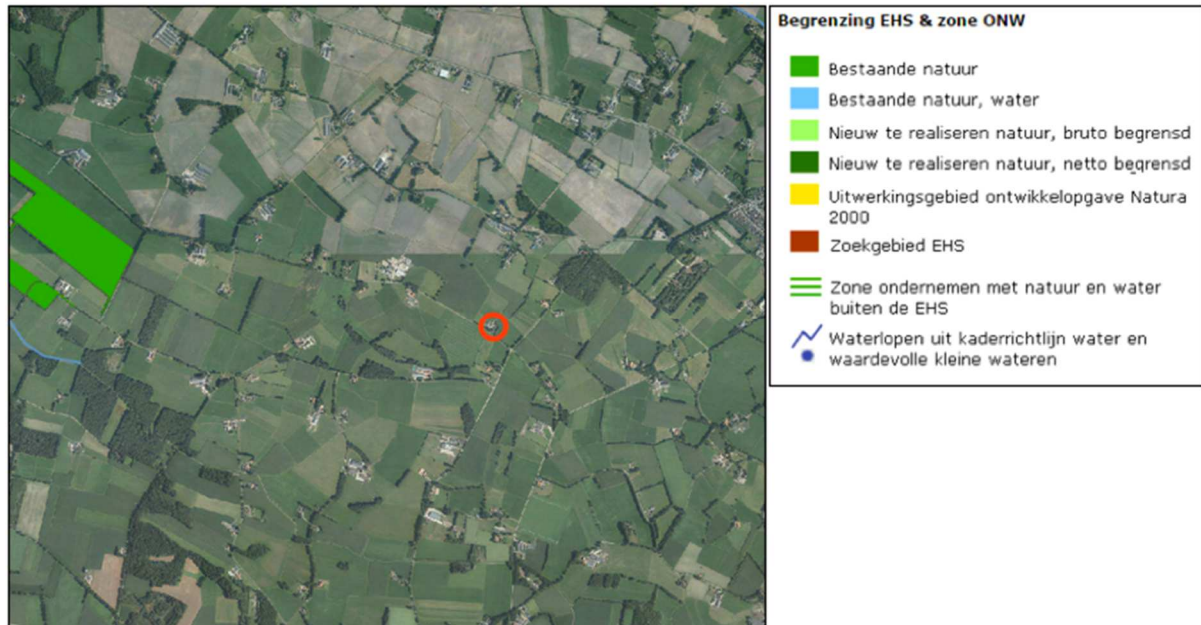 Begrenzing EHS & zone ONW
Bestaande natuur
Bestaande natuur, water
Nieuw te realiseren natuur, bruto begrensd
Nieuw te realiseren natuur, netto begrensd
Uitwerkingsgebied ontwikkelopgave Natura
2000
Zoekgebied EHS
Zone ondernemen met natuur en water
buiten de EHS
Waterlopen uit kaderrichtlijn water en
waardevolle kleine wateren